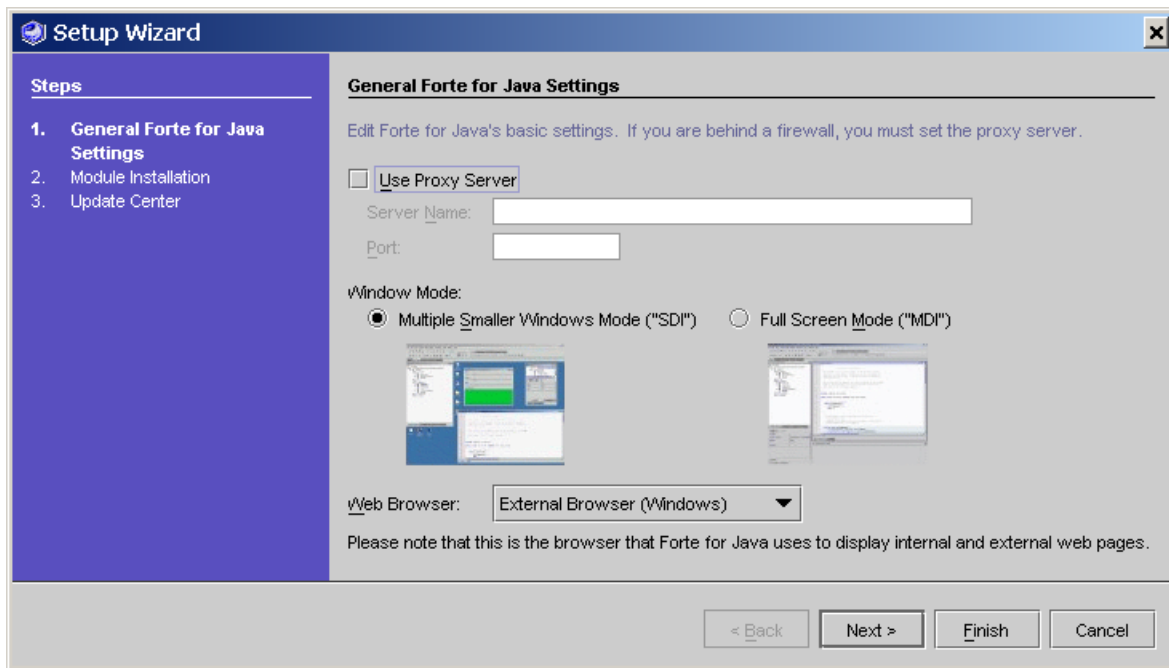 Setup Wizard
Steps
1. General Forte for Java
Settings
2. Module Installation
3. Update Center
General Forte for Java Settings
Edit Forte for Java's basic settings. If you are behind a firewall, you must set the proxy server.
Use Proxy Server
Server Name:
Port:
Window Mode:
Multiple Smaller Windows Mode ("SDI") Full Screen Mode ("MDI")
Web Browser: External Browser (Windows)
Please note that this is the browser that Forte for Java uses to display internal and external web pages.
< Back Next > Finish Cancel